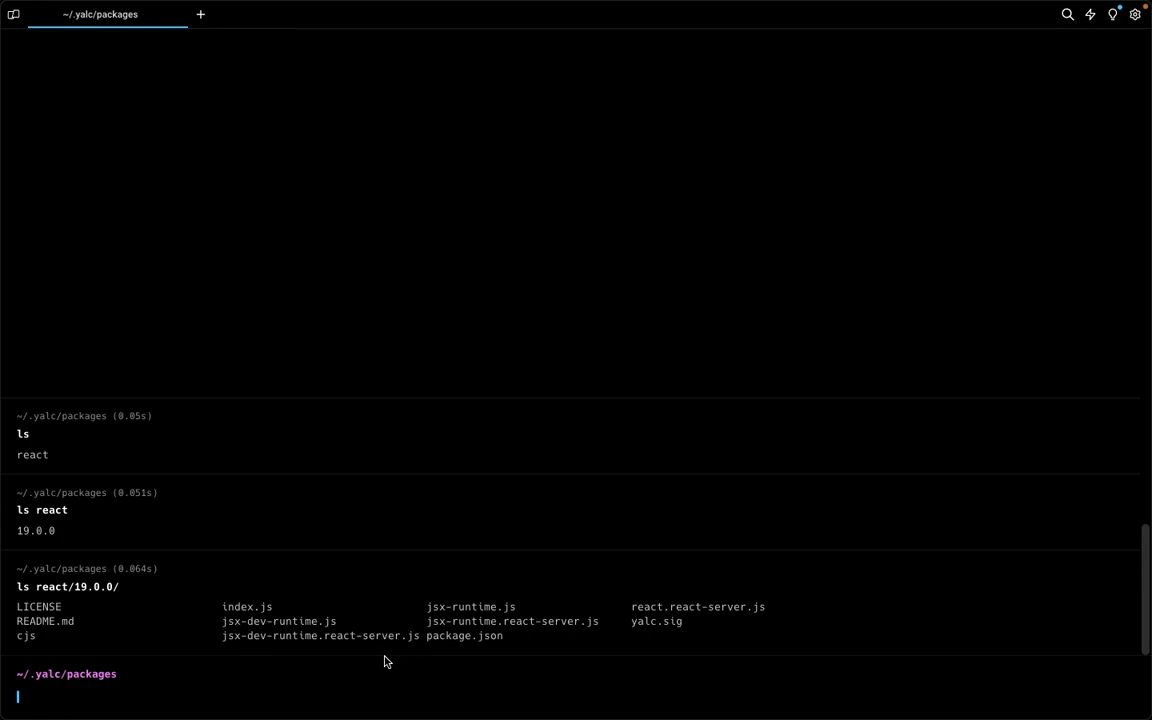 ~/.yalc/packages
~/.yalc/packages (0.05s)
ls
react
~/.yalc/packages (0.051s)
ls react
19.0.0
~/.yalc/packages (0.064s)
ls react/19.0.0/
LICENSE index.js jsx-runtime.js react.react-server.js
README.md jsx-dev-runtime.js jsx-runtime.react-server.js yalc.sig
cjs jsx-dev-runtime.react-server.js package.json
~/.yalc/packages